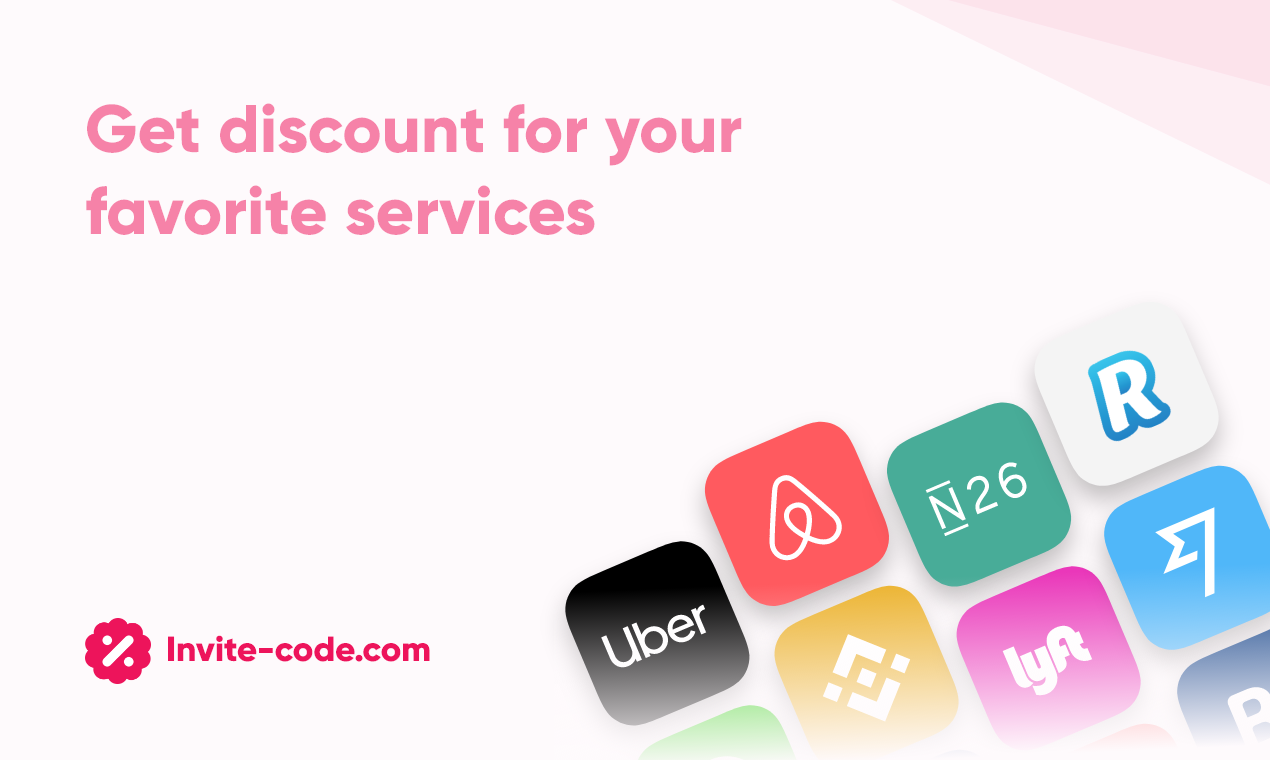 Get discount for your
favorite services
R
N26
Uber
lyft
B
Invite-code.com